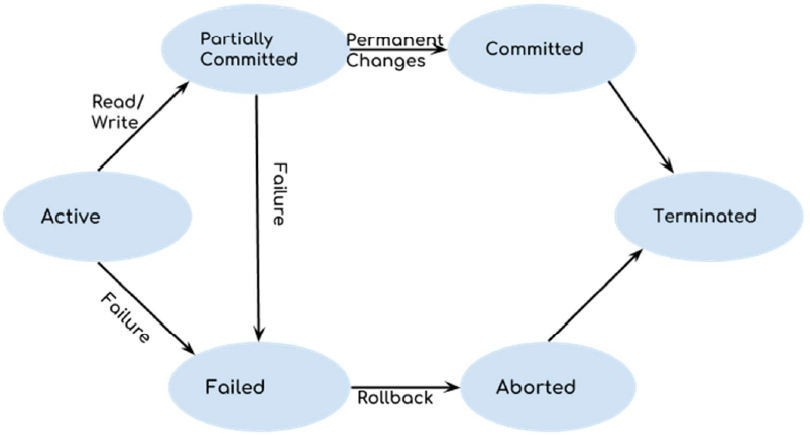 Partially
Committed
Permanent
Changes
Committed
Read/
Write
Failure
Active
Terminated
Failure
Failed
Rollback
Aborted